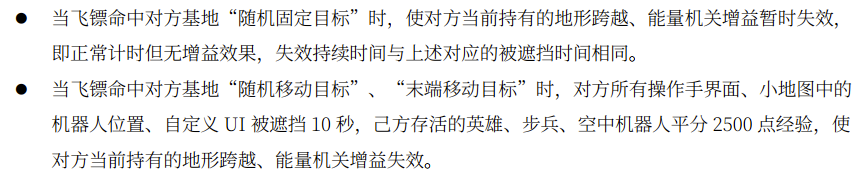 ● 当飞镖命中对方基地“随机固定目标”时，使对方当前持有的地形跨越、能量机关增益暂时失效，
即正常计时但无增益效果，失效持续时间与上述对应的被遮挡时间相同。
● 当飞镖命中对方基地“随机移动目标”、“末端移动目标”时，对方所有操作手界面、小地图中的
机器人位置、自定义 UI 被遮挡 10 秒，己方存活的英雄、步兵、空中机器人平分 2500 点经验，使
对方当前持有的地形跨越、能量机关增益失效。